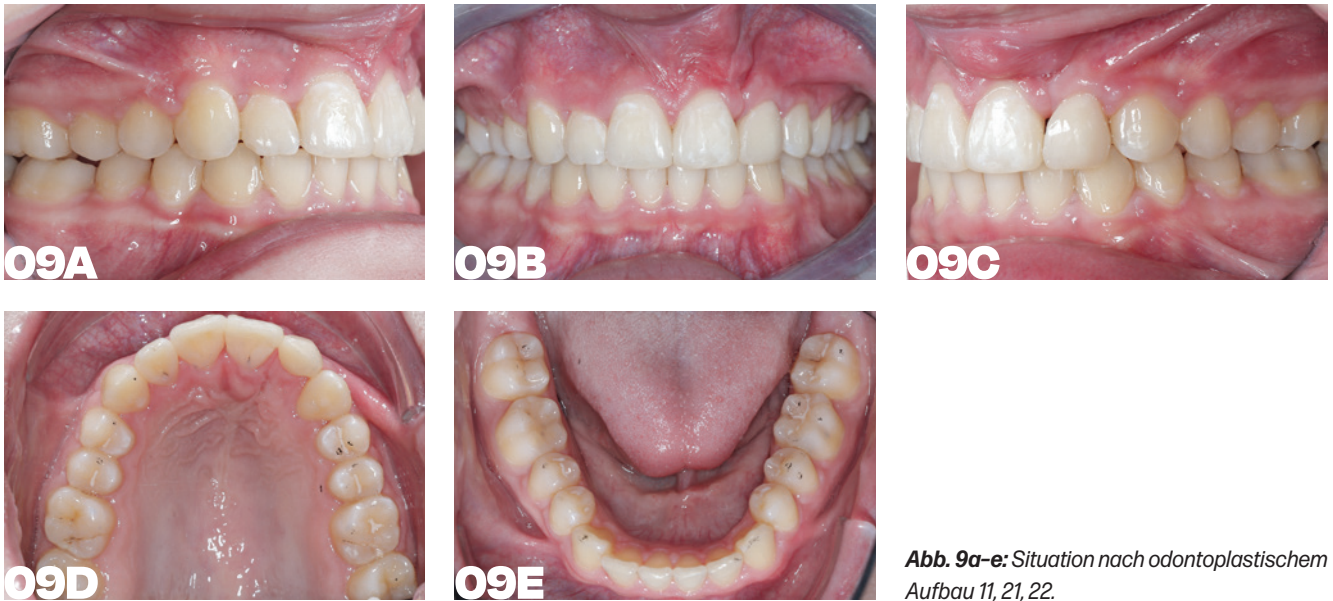 09A
09B
09C
09D
09E
Abb. 9a–e: Situation nach odontoplastischem
Aufbau 11, 21, 22.